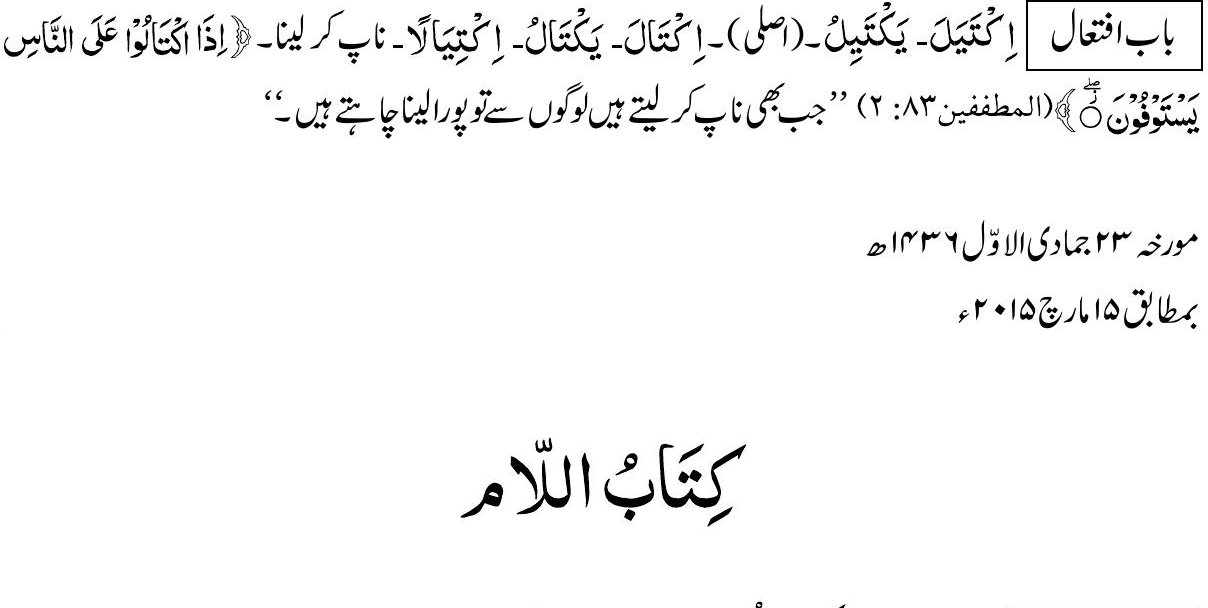 باب افتعال اِكْتَيَلَ۔ يَكْتَيِلُ۔ (اصلی)۔ اِكْتَالَ۔ يَكْتَالُ۔ اِكْتِيَالًا۔ ناپ کر لینا۔ ﴿اِذَا اكْتَالُوْا عَلَى النَّاسِ
يَسْتَوْفُوْنَ ۖ﴾ (المطففین ۸۳: ۲) ’’جب بھی ناپ کر لیتے ہیں لوگوں سے تو پورا لینا چاہتے ہیں۔‘‘
مورخہ ۲۳ جمادی الاوّل ۱۴۳۶ھ
بمطابق ۱۵ مارچ ۲۰۱۵ء
كِتَابُ اللّام